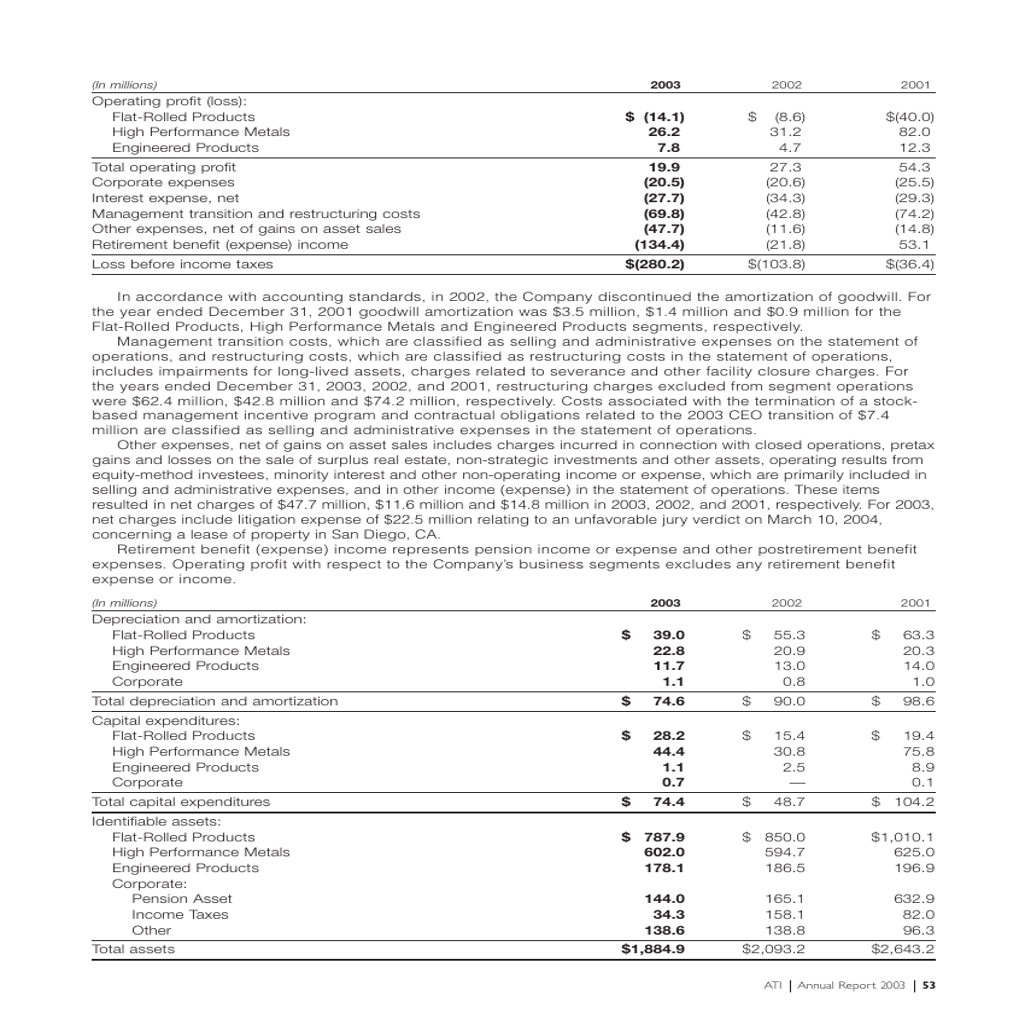 (In millions) 2003 2002 2001
Operating profit (loss):
Flat-Rolled Products $ (14.1) $ (8.6) $(40.0)
High Performance Metals 26.2 31.2 82.0
Engineered Products 7.8 4.7 12.3
Total operating profit 19.9 27.3 54.3
Corporate expenses (20.5) (20.6) (25.5)
Interest expense, net (27.7) (34.3) (29.3)
Management transition and restructuring costs (69.8) (42.8) (74.2)
Other expenses, net of gains on asset sales (47.7) (11.6) (14.8)
Retirement benefit (expense) income (134.4) (21.8) 53.1
Loss before income taxes $(280.2) $(103.8) $(36.4)
In accordance with accounting standards, in 2002, the Company discontinued the amortization of goodwill. For
the year ended December 31, 2001 goodwill amortization was $3.5 million, $1.4 million and $0.9 million for the
Flat-Rolled Products, High Performance Metals and Engineered Products segments, respectively.
Management transition costs, which are classified as selling and administrative expenses on the statement of
operations, and restructuring costs, which are classified as restructuring costs in the statement of operations,
includes impairments for long-lived assets, charges related to severance and other facility closure charges. For
the years ended December 31, 2003, 2002, and 2001, restructuring charges excluded from segment operations
were $62.4 million, $42.8 million and $74.2 million, respectively. Costs associated with the termination of a stock-
based management incentive program and contractual obligations related to the 2003 CEO transition of $7.4
million are classified as selling and administrative expenses in the statement of operations.
Other expenses, net of gains on asset sales includes charges incurred in connection with closed operations, pretax
gains and losses on the sale of surplus real estate, non-strategic investments and other assets, operating results from
equity-method investees, minority interest and other non-operating income or expense, which are primarily included in
selling and administrative expenses, and in other income (expense) in the statement of operations. These items
resulted in net charges of $47.7 million, $11.6 million and $14.8 million in 2003, 2002, and 2001, respectively. For 2003,
net charges include litigation expense of $22.5 million relating to an unfavorable jury verdict on March 10, 2004,
concerning a lease of property in San Diego, CA.
Retirement benefit (expense) income represents pension income or expense and other postretirement benefit
expenses. Operating profit with respect to the Company's business segments excludes any retirement benefit
expense or income.
(In millions) 2003 2002 2001
Depreciation and amortization:
Flat-Rolled Products $ 39.0 $ 55.3 $ 63.3
High Performance Metals 22.8 20.9 20.3
Engineered Products 11.7 13.0 14.0
Corporate 1.1 0.8 1.0
Total depreciation and amortization $ 74.6 $ 90.0 $ 98.6
Capital expenditures:
Flat-Rolled Products $ 28.2 $ 15.4 $ 19.4
High Performance Metals 44.4 30.8 75.8
Engineered Products 1.1 2.5 8.9
Corporate 0.7 — 0.1
Total capital expenditures $ 74.4 $ 48.7 $ 104.2
Identifiable assets:
Flat-Rolled Products $ 787.9 $ 850.0 $1,010.1
High Performance Metals 602.0 594.7 625.0
Engineered Products 178.1 186.5 196.9
Corporate:
Pension Asset 144.0 165.1 632.9
Income Taxes 34.3 158.1 82.0
Other 138.6 138.8 96.3
Total assets $1,884.9 $2,093.2 $2,643.2
ATI | Annual Report 2003 | 53